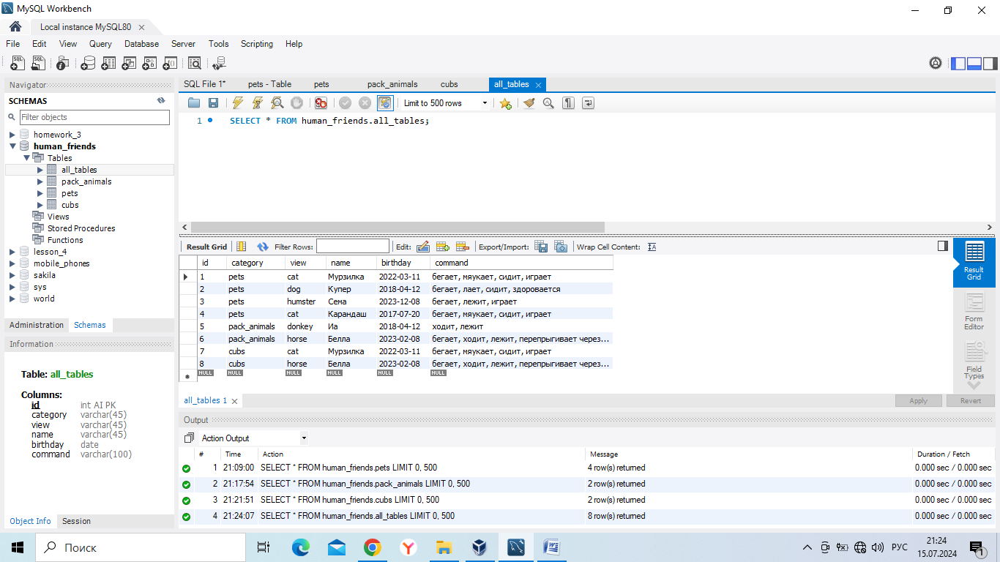 MySQL Workbench
Local instance MySQL80
File Edit View Query Database Server Tools Scripting Help
Navigator
SCHEMAS
Filter objects
homework_3
human_friends
Tables
all_tables
pack_animals
pets
cubs
Views
Stored Procedures
Functions
lesson_4
mobile_phones
sakila
sys
world
Administration Schemas
Information
Table: all_tables
Columns:
id int AI PK
category varchar(45)
view varchar(45)
name varchar(45)
birthday date
command varchar(100)
Object Info Session
SQL File 1* pets - Table pets pack_animals cubs all_tables
Limit to 500 rows
1 SELECT * FROM human_friends.all_tables;
Result Grid Filter Rows: Edit: Export/Import: Wrap Cell Content:
id category view name birthday command
1 pets cat Мурзилка 2022-03-11 бегает, мяукает, сидит, играет
2 pets dog Купер 2018-04-12 бегает, лает, сидит, здоровается
3 pets humster Сема 2023-12-08 бегает, лежит, играет
4 pets cat Карандаш 2017-07-20 бегает, мяукает, сидит, играет
5 pack_animals donkey Иа 2018-04-12 ходит, лежит
6 pack_animals horse Белла 2023-02-08 бегает, ходит, лежит, перепрыгивает через...
7 cubs cat Мурзилка 2022-03-11 бегает, мяукает, сидит, играет
8 cubs horse Белла 2023-02-08 бегает, ходит, лежит, перепрыгивает через...
NULL NULL NULL NULL NULL NULL
Result
Grid
Form
Editor
Field
Types
all_tables 1
Apply Revert
Output
Action Output
# Time Action Message Duration / Fetch
1 21:09:00 SELECT * FROM human_friends.pets LIMIT 0, 500 4 row(s) returned 0.000 sec / 0.000 sec
2 21:17:54 SELECT * FROM human_friends.pack_animals LIMIT 0, 500 2 row(s) returned 0.000 sec / 0.000 sec
3 21:21:51 SELECT * FROM human_friends.cubs LIMIT 0, 500 2 row(s) returned 0.000 sec / 0.000 sec
4 21:24:07 SELECT * FROM human_friends.all_tables LIMIT 0, 500 8 row(s) returned 0.000 sec / 0.000 sec
Поиск
РУС
21:24
15.07.2024
1